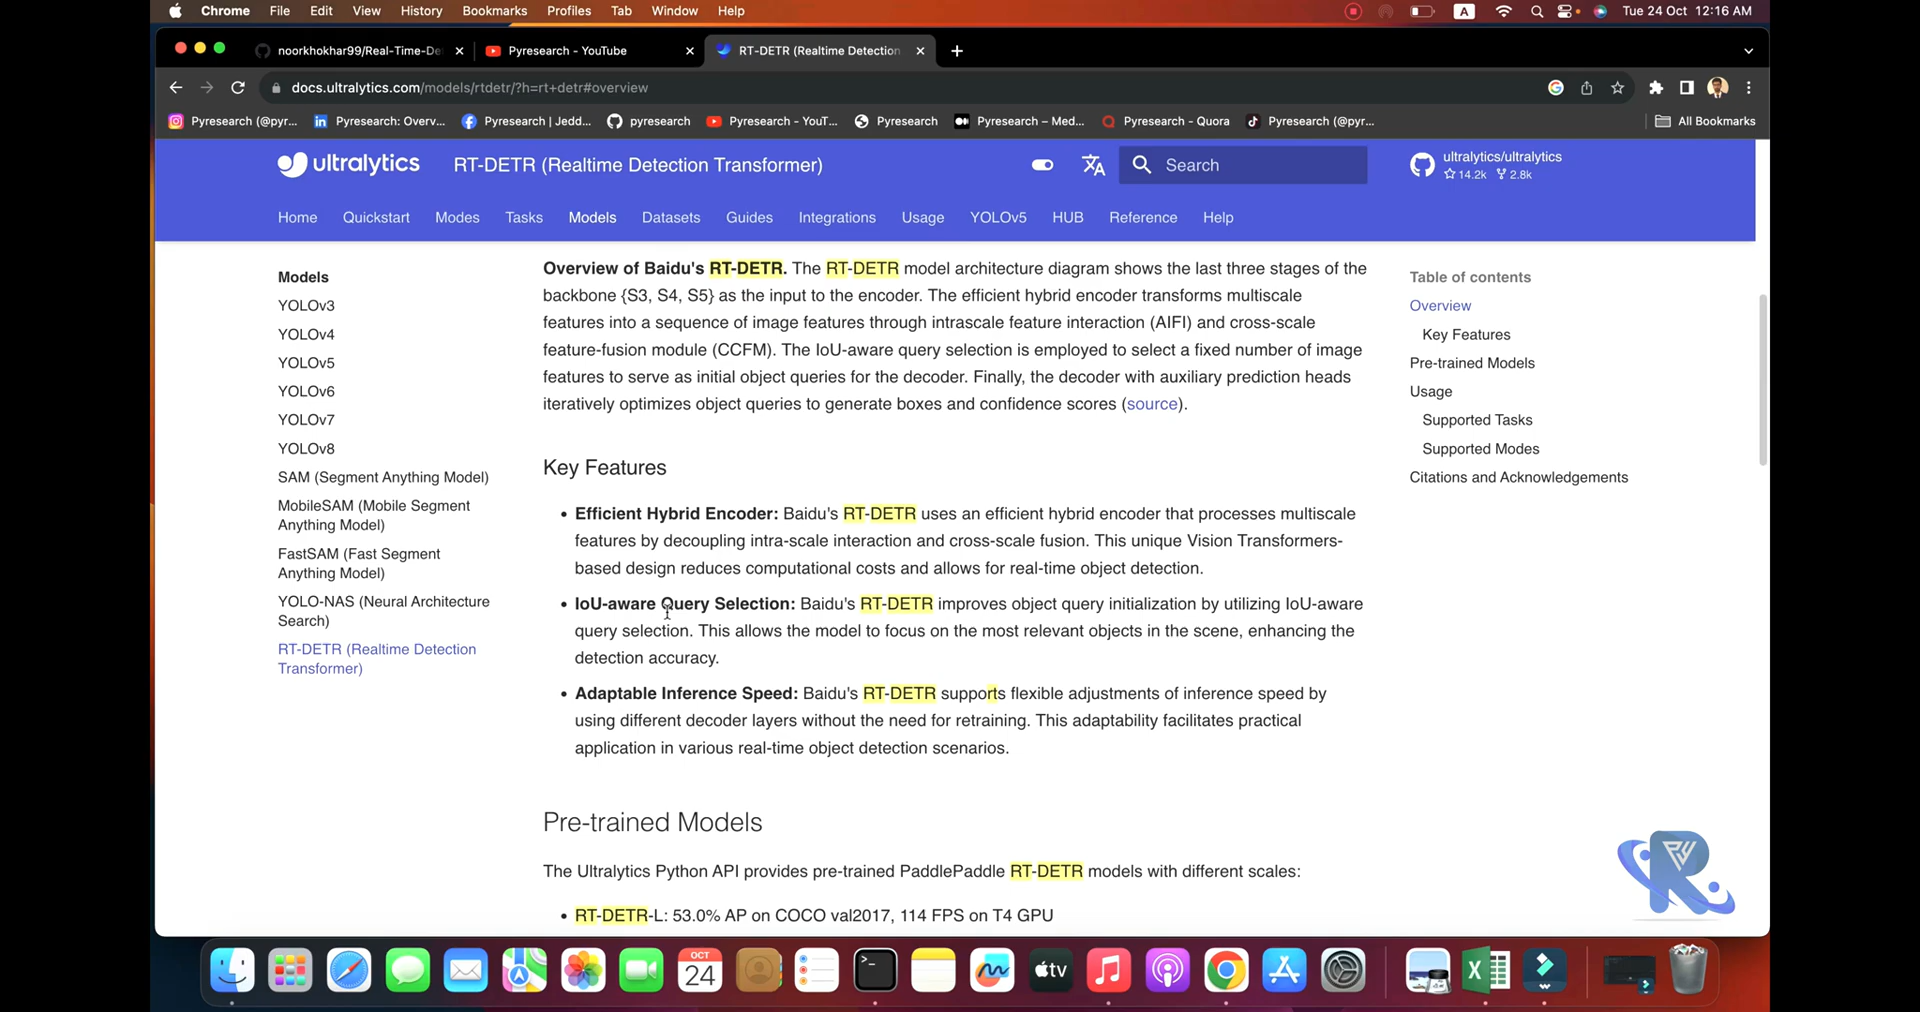 Chrome File Edit View History Bookmarks Profiles Tab Window Help A Tue 24 Oct 12:16 AM
noorkhokhar99/Real-Time-De Pyresearch - YouTube RT-DETR (Realtime Detection
docs.ultralytics.com/models/rtdetr/?h=rt+detr#overview
Pyresearch (@pyr... Pyresearch: Overv... Pyresearch | Jedd... pyresearch Pyresearch - YouT... Pyresearch Pyresearch – Med... Pyresearch - Quora Pyresearch (@pyr... All Bookmarks
ultralytics RT-DETR (Realtime Detection Transformer) Search ultralytics/ultralytics
14.2k 2.8k
Home Quickstart Modes Tasks Models Datasets Guides Integrations Usage YOLOv5 HUB Reference Help
Models
YOLOv3
YOLOv4
YOLOv5
YOLOv6
YOLOv7
YOLOv8
SAM (Segment Anything Model)
MobileSAM (Mobile Segment
Anything Model)
FastSAM (Fast Segment
Anything Model)
YOLO-NAS (Neural Architecture
Search)
RT-DETR (Realtime Detection
Transformer)
Overview of Baidu's RT-DETR. The RT-DETR model architecture diagram shows the last three stages of the
backbone {S3, S4, S5} as the input to the encoder. The efficient hybrid encoder transforms multiscale
features into a sequence of image features through intrascale feature interaction (AIFI) and cross-scale
feature-fusion module (CCFM). The IoU-aware query selection is employed to select a fixed number of image
features to serve as initial object queries for the decoder. Finally, the decoder with auxiliary prediction heads
iteratively optimizes object queries to generate boxes and confidence scores (source).
Key Features
• Efficient Hybrid Encoder: Baidu's RT-DETR uses an efficient hybrid encoder that processes multiscale
features by decoupling intra-scale interaction and cross-scale fusion. This unique Vision Transformers-
based design reduces computational costs and allows for real-time object detection.
• IoU-aware Query Selection: Baidu's RT-DETR improves object query initialization by utilizing IoU-aware
query selection. This allows the model to focus on the most relevant objects in the scene, enhancing the
detection accuracy.
• Adaptable Inference Speed: Baidu's RT-DETR supports flexible adjustments of inference speed by
using different decoder layers without the need for retraining. This adaptability facilitates practical
application in various real-time object detection scenarios.
Pre-trained Models
The Ultralytics Python API provides pre-trained PaddlePaddle RT-DETR models with different scales:
• RT-DETR-L: 53.0% AP on COCO val2017, 114 FPS on T4 GPU
Table of contents
Overview
Key Features
Pre-trained Models
Usage
Supported Tasks
Supported Modes
Citations and Acknowledgements
OCT
24
tv